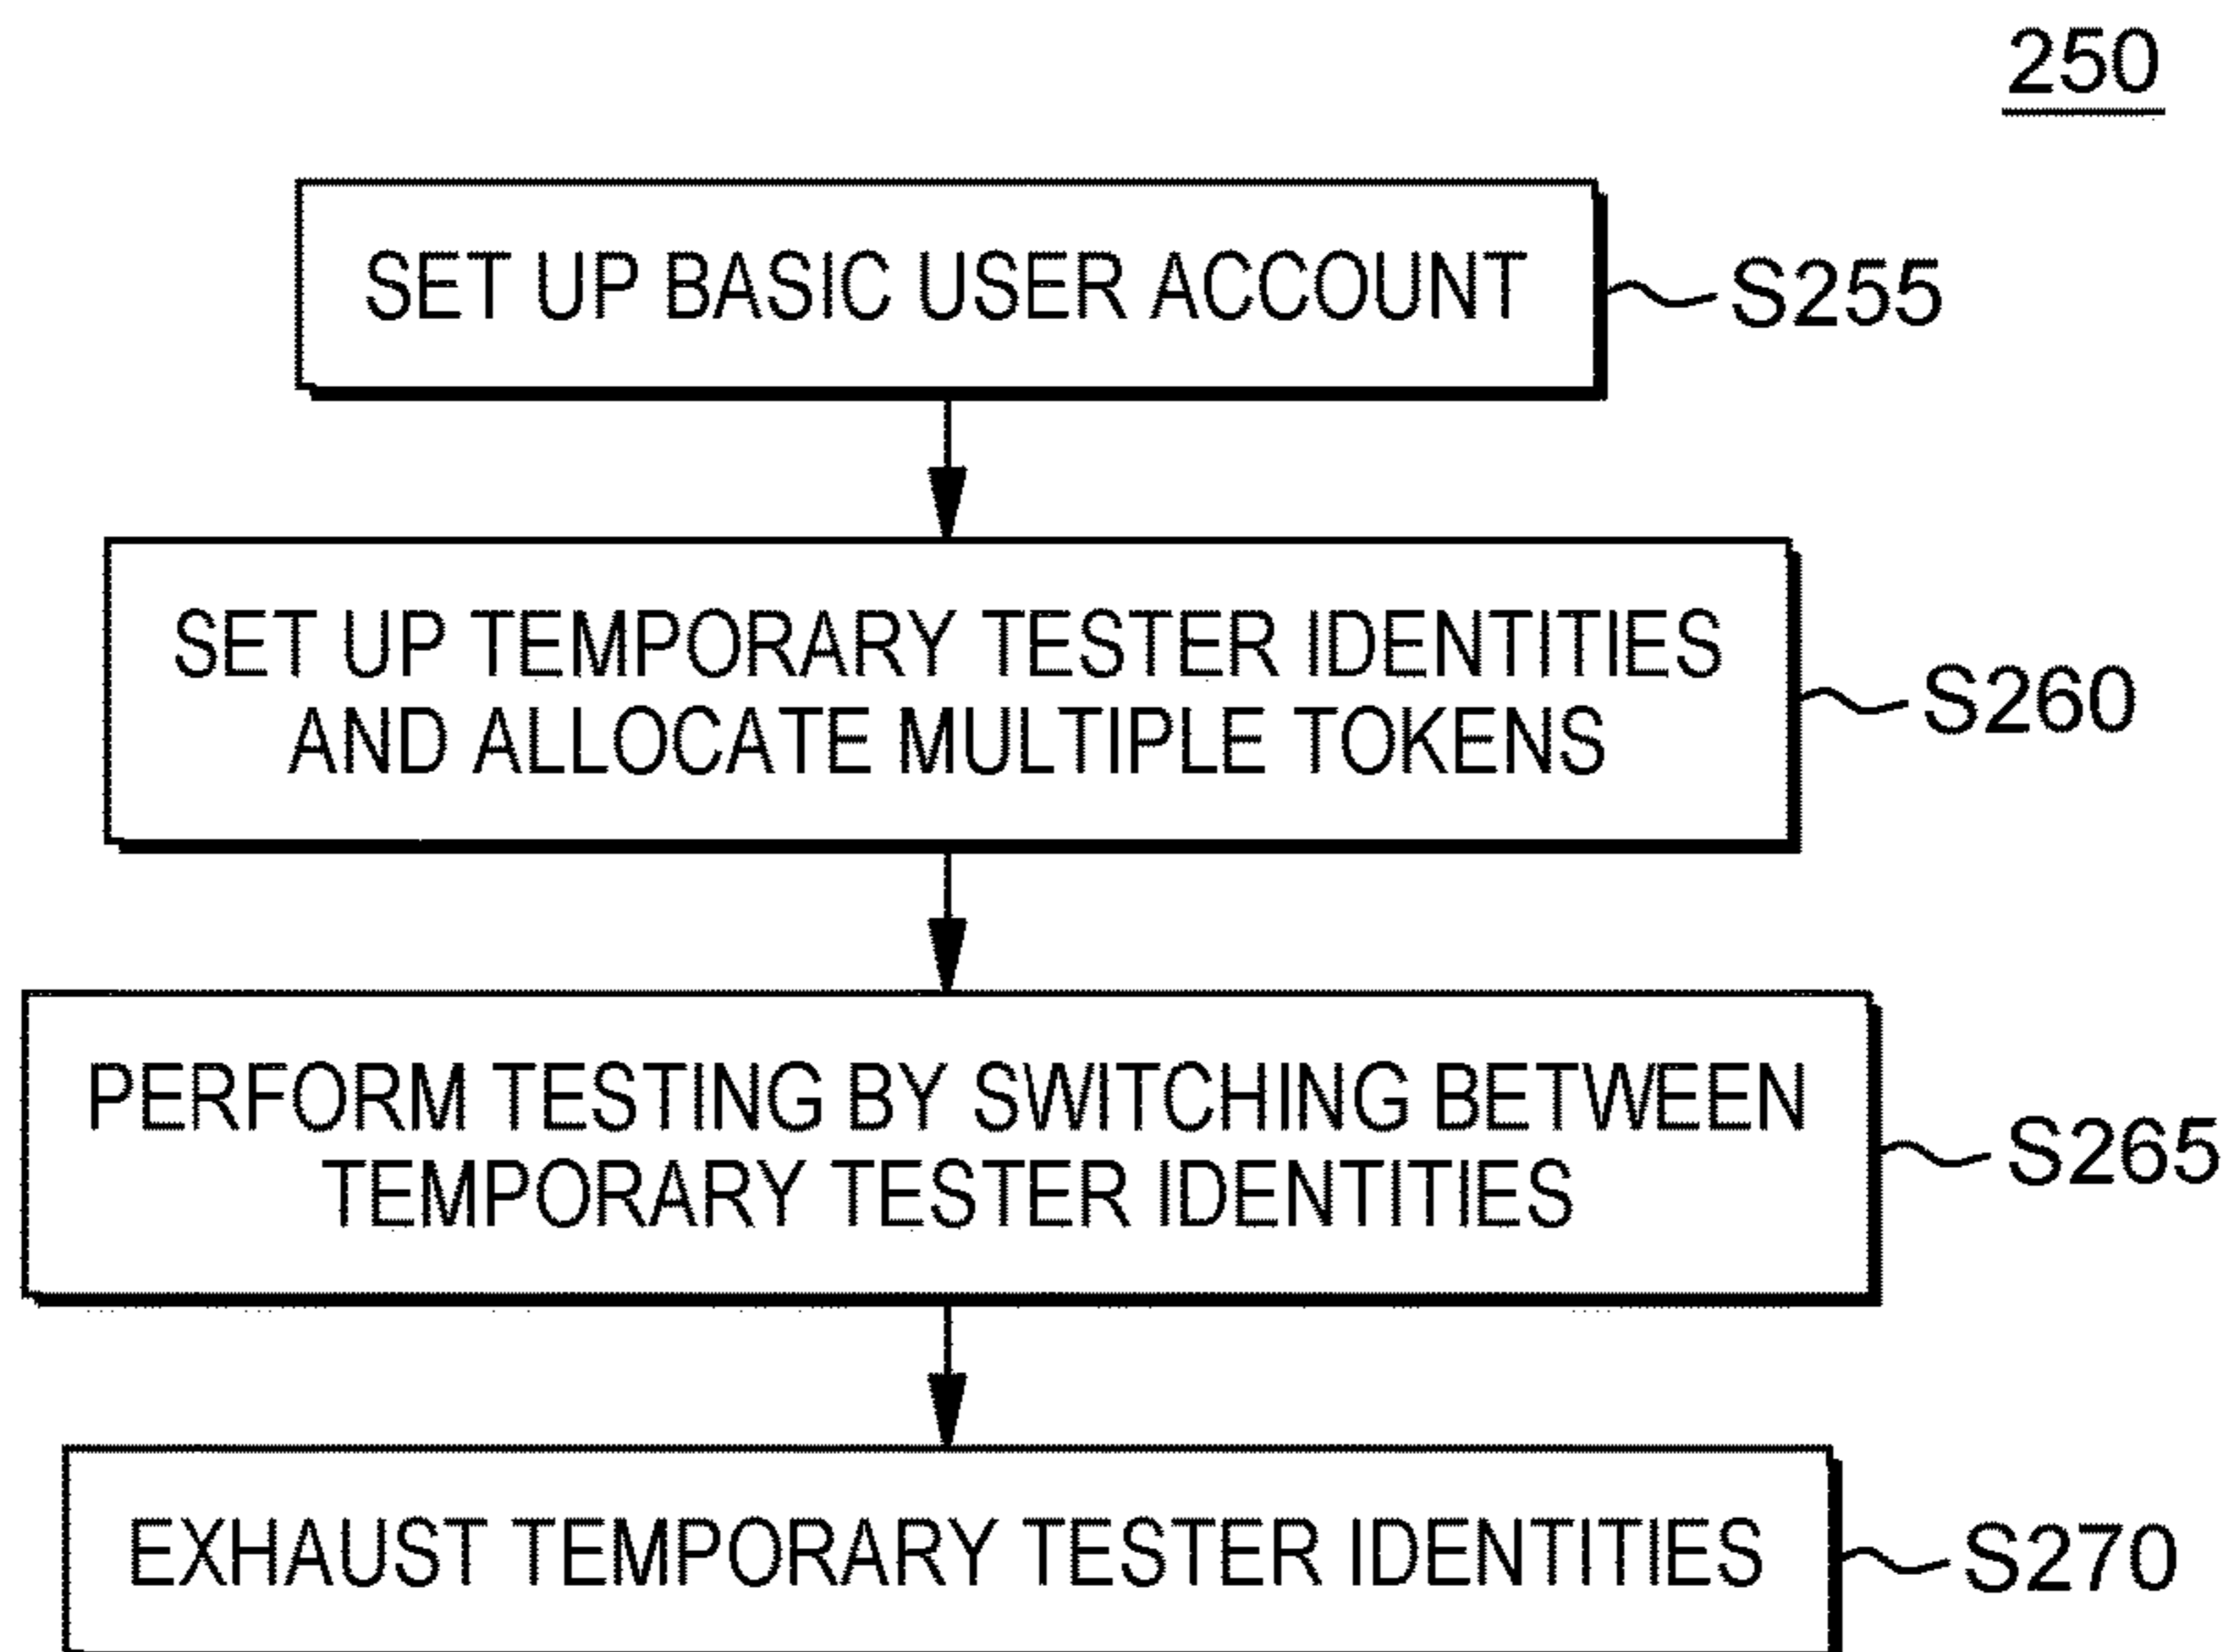 250
SET UP BASIC USER ACCOUNT
S255
SET UP TEMPORARY TESTER IDENTITIES
AND ALLOCATE MULTIPLE TOKENS
S260
PERFORM TESTING BY SWITCHING BETWEEN
TEMPORARY TESTER IDENTITIES
S265
EXHAUST TEMPORARY TESTER IDENTITIES
S270